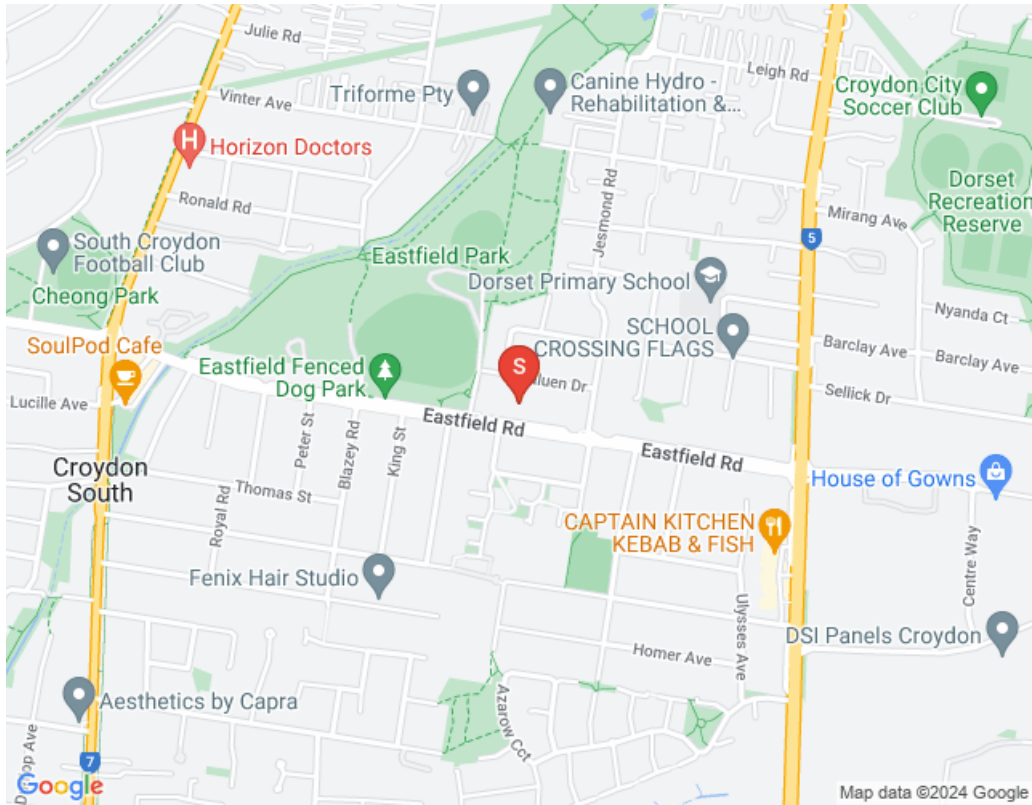 Julie Rd
Leigh Rd
Triforme Pty
Canine Hydro -
Rehabilitation &...
Croydon City
Soccer Club
Vinter Ave
H
Horizon Doctors
Ronald Rd
Jesmond Rd
Dorset
Recreation
Reserve
Mirang Ave
5
South Croydon
Football Club
Eastfield Park
Dorset Primary School
Cheong Park
Nyanda Ct
SCHOOL
CROSSING FLAGS
SoulPod Cafe
Barclay Ave
Barclay Ave
Eastfield Fenced
Dog Park
S
luen Dr
Sellick Dr
Lucille Ave
Eastfield Rd
Peter St
Blazey Rd
King St
Eastfield Rd
Croydon
South
House of Gowns
Thomas St
Royal Rd
CAPTAIN KITCHEN
KEBAB & FISH
Centre Way
Fenix Hair Studio
Ulysses Ave
DSI Panels Croydon
Homer Ave
Aesthetics by Capra
Azarow Cct
7
op Ave
Google
Map data ©2024 Google